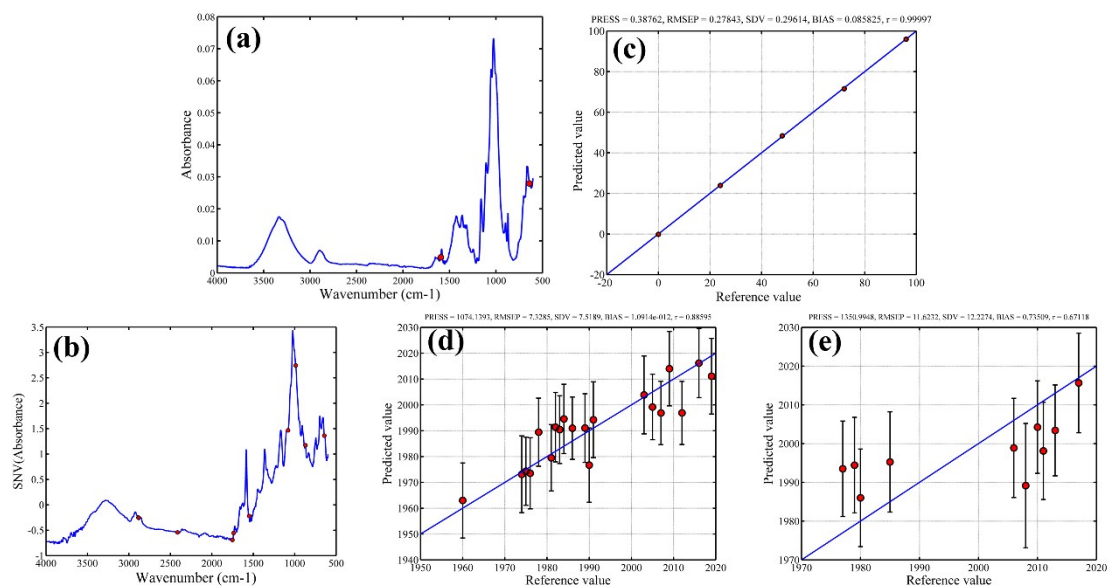 (a)
0.08
0.07
0.06
0.05
0.04
0.03
0.02
0.01
0
Absorbance
4000 3500 3000 2500 2000 1500 1000 500
Wavenumber (cm-1)
PRESS = 0.38762, RMSEP = 0.27843, SDV = 0.29614, BIAS = 0.085825, r = 0.99997
(c)
100
80
60
40
20
0
-20
Predicted value
-20 0 20 40 60 80 100
Reference value
(b)
3.5
3
2.5
2
1.5
1
0.5
0
-0.5
-1
SNV(Absorbance)
4000 3500 3000 2500 2000 1500 1000 500
Wavenumber (cm-1)
PRESS = 1074.1393, RMSEP = 7.3285, SDV = 7.5189, BIAS = 1.0914e-012, r = 0.88595
(d)
2030
2020
2010
2000
1990
1980
1970
1960
1950
1940
Predicted value
1950 1960 1970 1980 1990 2000 2010 2020
Reference value
PRESS = 1350.9948, RMSEP = 11.6232, SDV = 12.2274, BIAS = 0.73509, r = 0.67118
(e)
2030
2020
2010
2000
1990
1980
1970
Predicted value
1970 1980 1990 2000 2010 2020
Reference value